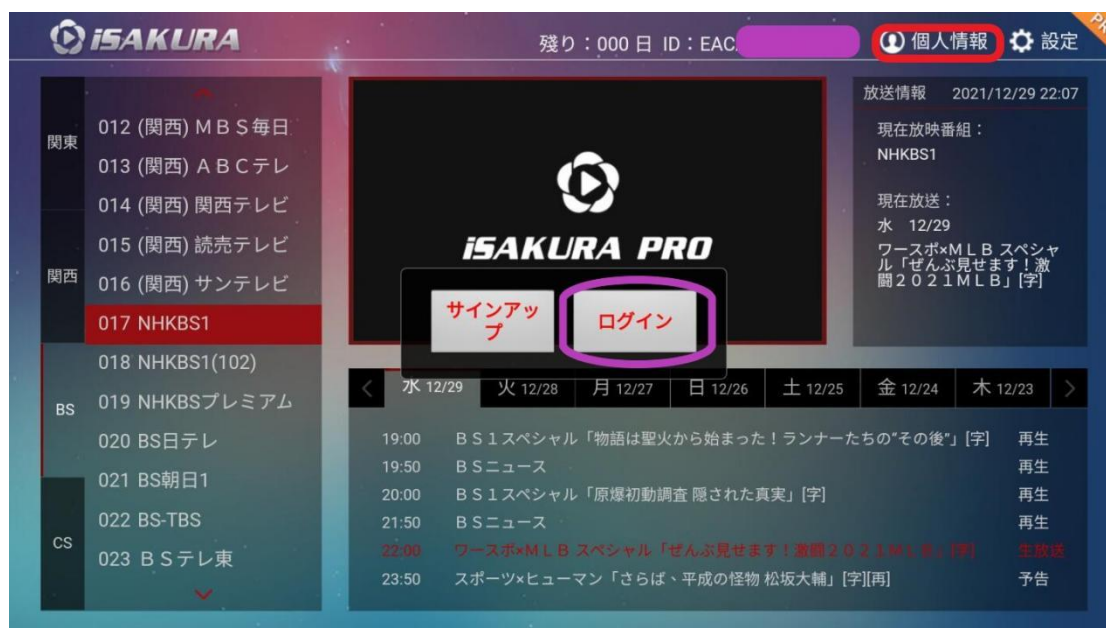 iSAKURA
殘り：000 日 ID：EAC
個人情報
設定
PR
関東
関西
BS
CS
012 (関西) ＭＢＳ毎日
013 (関西) ＡＢＣテレ
014 (関西) 関西テレビ
015 (関西) 読売テレビ
016 (関西) サンテレビ
017 NHKBS1
018 NHKBS1(102)
019 NHKBSプレミアム
020 BS日テレ
021 BS朝日1
022 BS-TBS
023 ＢＳテレ東
iSAKURA PRO
サインアッ
プ
ログイン
放送情報 2021/12/29 22:07
現在放映番組：
NHKBS1
現在放送：
水 12/29
ワースポ×ＭＬＢ スペシャ
ル「ぜんぶ見せます！激
闘２０２１ＭＬＢ」[字]
< 水 12/29 火 12/28 月 12/27 日 12/26 土 12/25 金 12/24 木 12/23 >
19:00 ＢＳ１スペシャル「物語は聖火から始まった！ランナーたちの“その後”」[字] 再生
19:50 ＢＳニュース 再生
20:00 ＢＳ１スペシャル「原爆初動調査 隠された真実」[字] 再生
21:50 ＢＳニュース 再生
22:00 ワースポ×ＭＬＢ スペシャル「ぜんぶ見せます！激闘２０２１ＭＬＢ」[字] 生放送
23:50 スポーツ×ヒューマン「さらば、平成の怪物 松坂大輔」[字][再] 予告